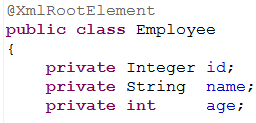 @XmlRootElement
public class Employee
{
    private Integer id;
    private String  name;
    private int     age;